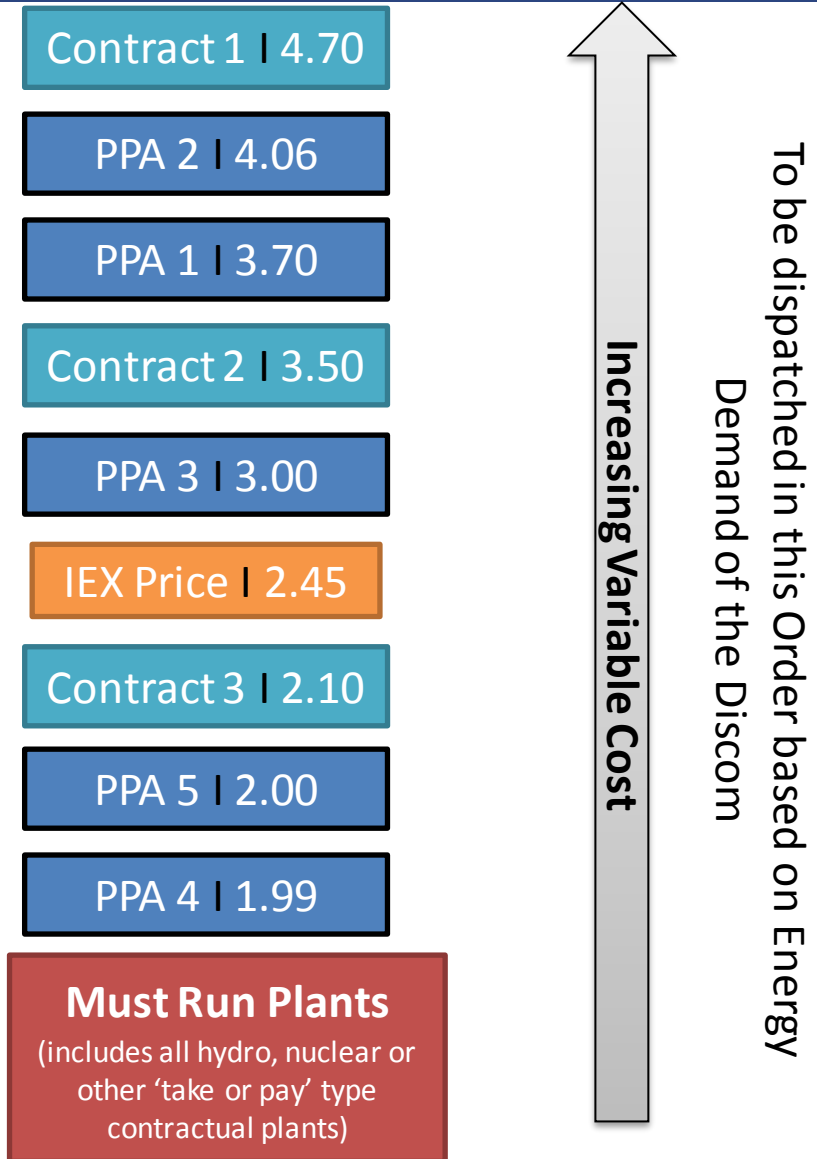 Contract 1 I 4.70
PPA 2 I 4.06
PPA 1 I 3.70
Contract 2 I 3.50
PPA 3 I 3.00
IEX Price I 2.45
Contract 3 I 2.10
PPA 5 I 2.00
PPA 4 I 1.99
Must Run Plants
(includes all hydro, nuclear or
other ‘take or pay’ type
contractual plants)
Increasing Variable Cost
To be dispatched in this Order based on Energy
Demand of the Discom